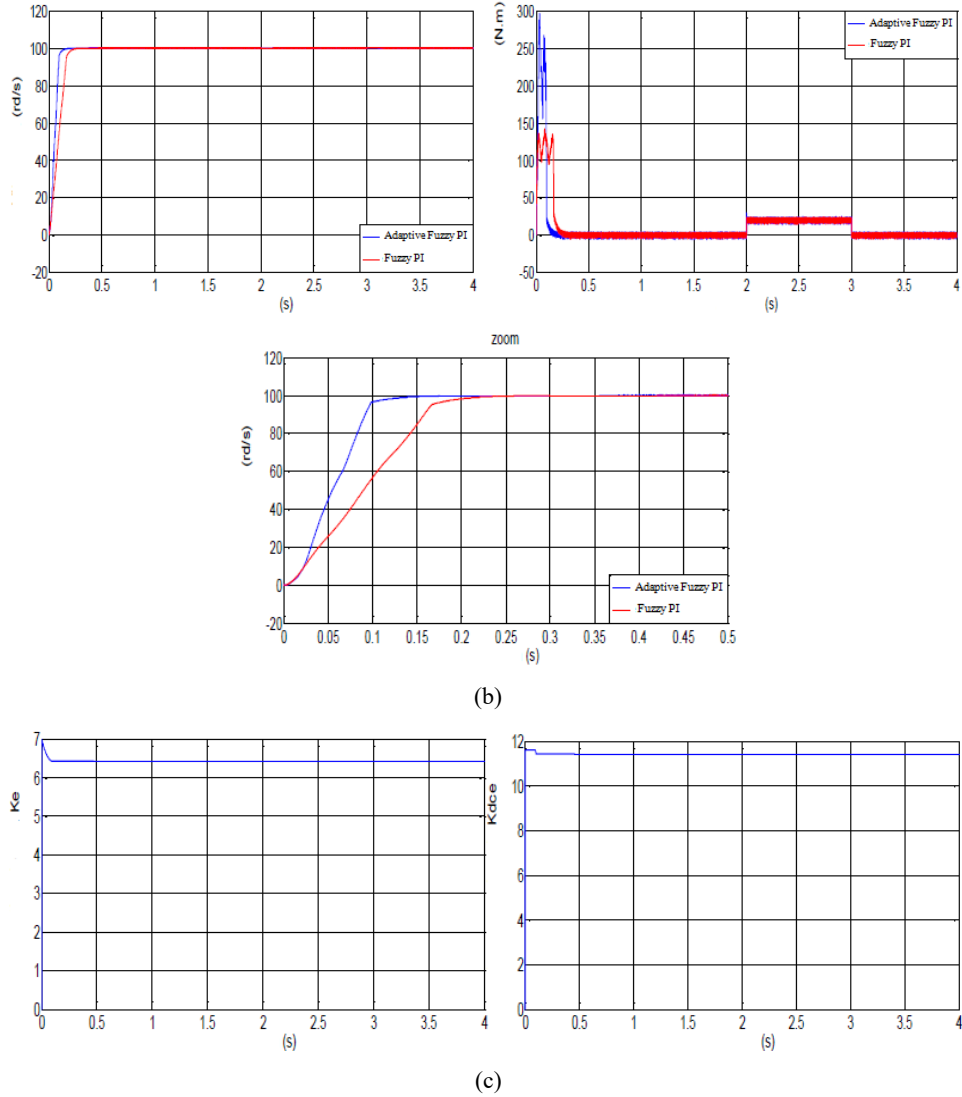 120
100
80
60
40
20
0
-20
(rd/s)
0 0.5 1 1.5 2 2.5 3 3.5 4
(s)
Adaptive Fuzzy PI
Fuzzy PI
300
250
200
150
100
50
0
-50
(N.m)
0 0.5 1 1.5 2 2.5 3 3.5 4
(s)
Adaptive Fuzzy PI
Fuzzy PI
zoom
120
100
80
60
40
20
0
-20
(rd/s)
0 0.05 0.1 0.15 0.2 0.25 0.3 0.35 0.4 0.45 0.5
(s)
Adaptive Fuzzy PI
Fuzzy PI
(b)
7
6
5
4
3
2
1
0
Ke
0 0.5 1 1.5 2 2.5 3 3.5 4
(s)
12
10
8
6
4
2
0
Kdce
0 0.5 1 1.5 2 2.5 3 3.5 4
(s)
(c)